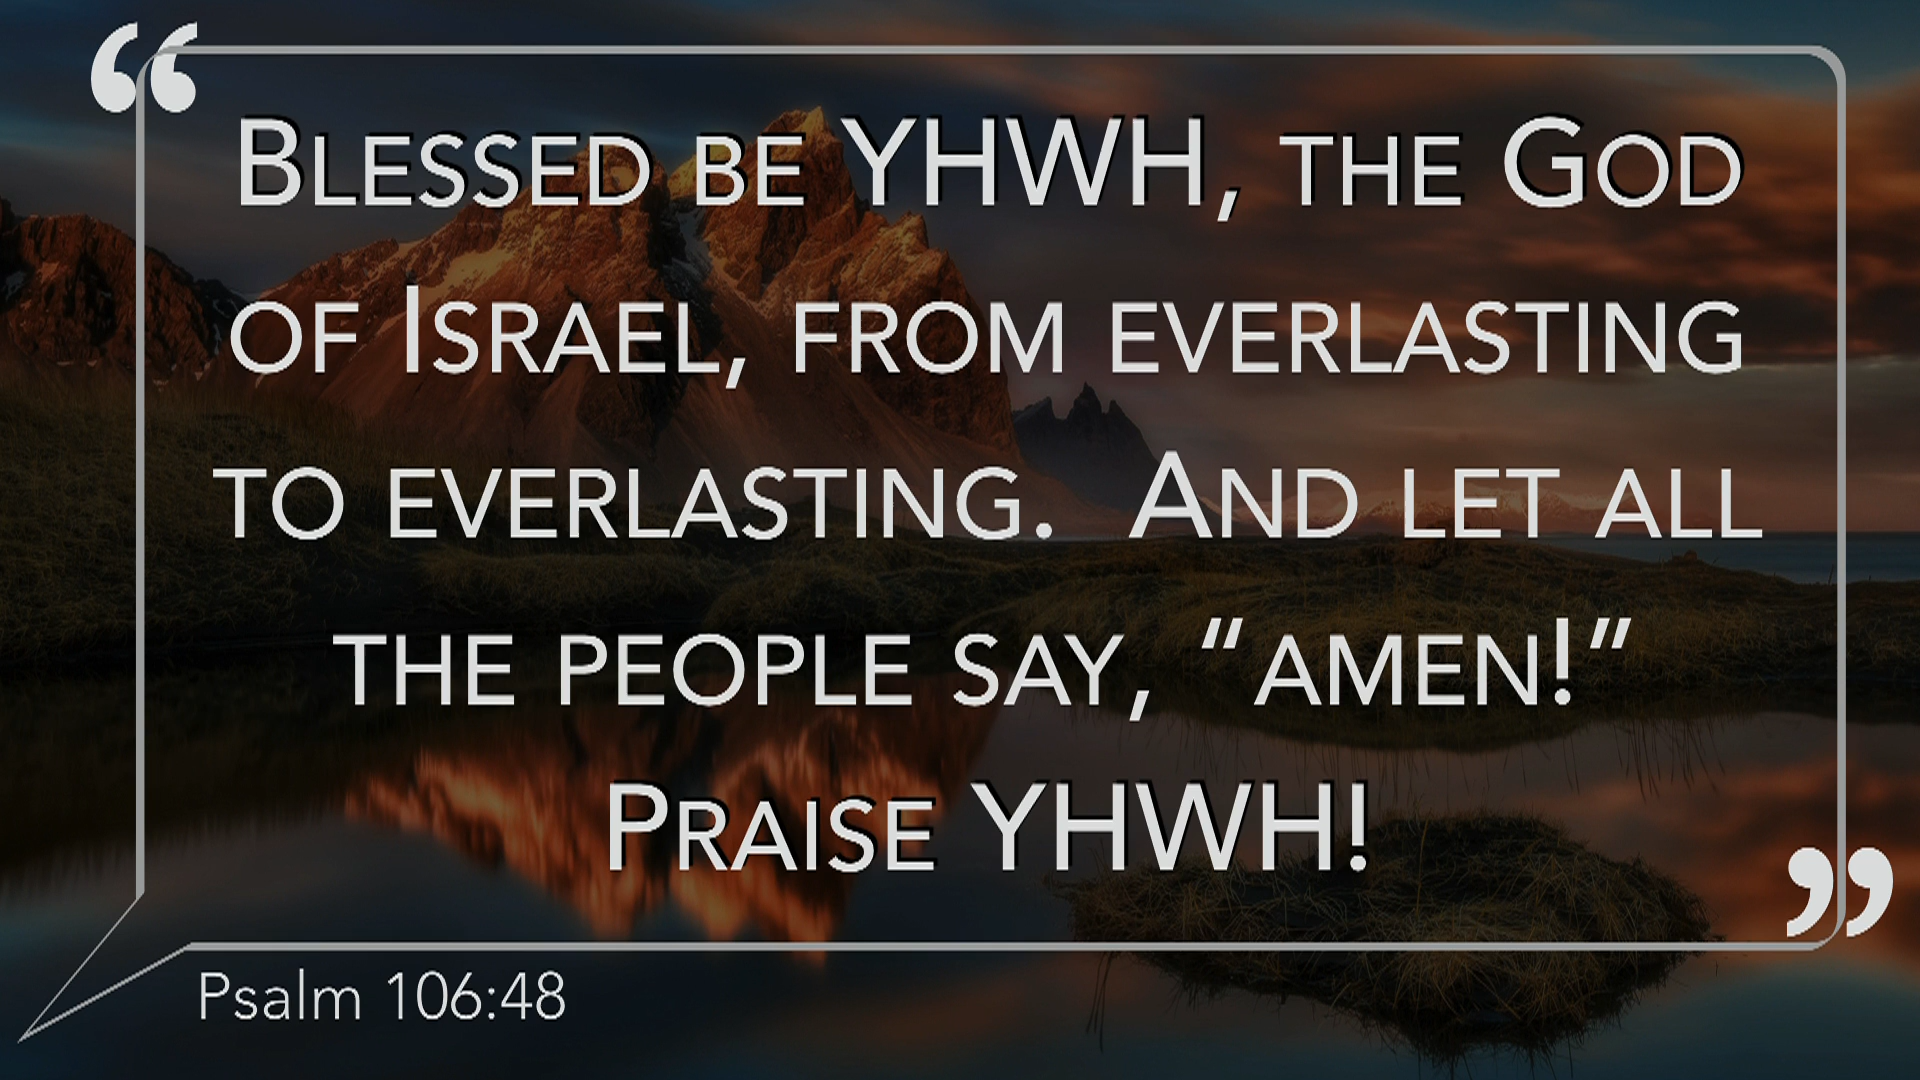 “
Blessed be YHWH, the God
of Israel, from everlasting
to everlasting.  And let all
the people say, “amen!”
Praise YHWH!
”
Psalm 106:48